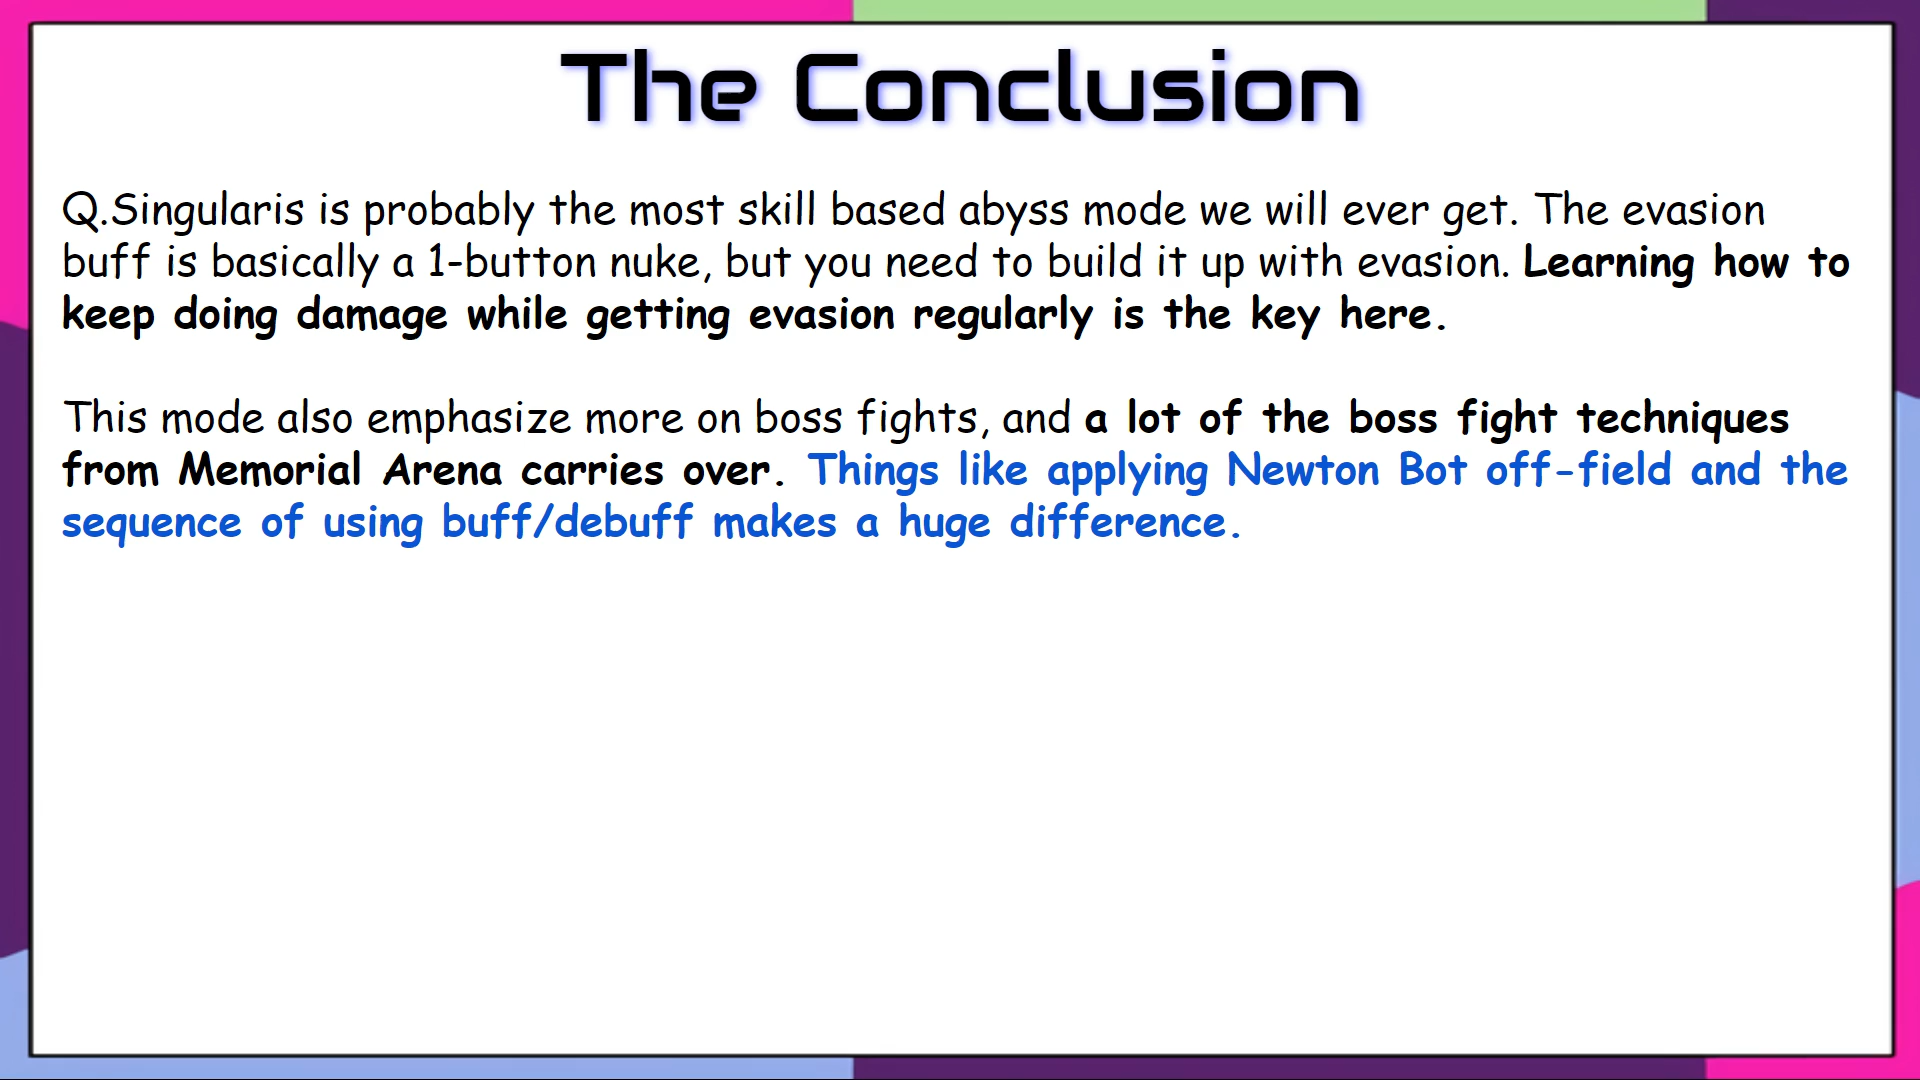 The Conclusion
Q.Singularis is probably the most skill based abyss mode we will ever get. The evasion
buff is basically a 1-button nuke, but you need to build it up with evasion. Learning how to
keep doing damage while getting evasion regularly is the key here.
This mode also emphasize more on boss fights, and a lot of the boss fight techniques
from Memorial Arena carries over. Things like applying Newton Bot off-field and the
sequence of using buff/debuff makes a huge difference.